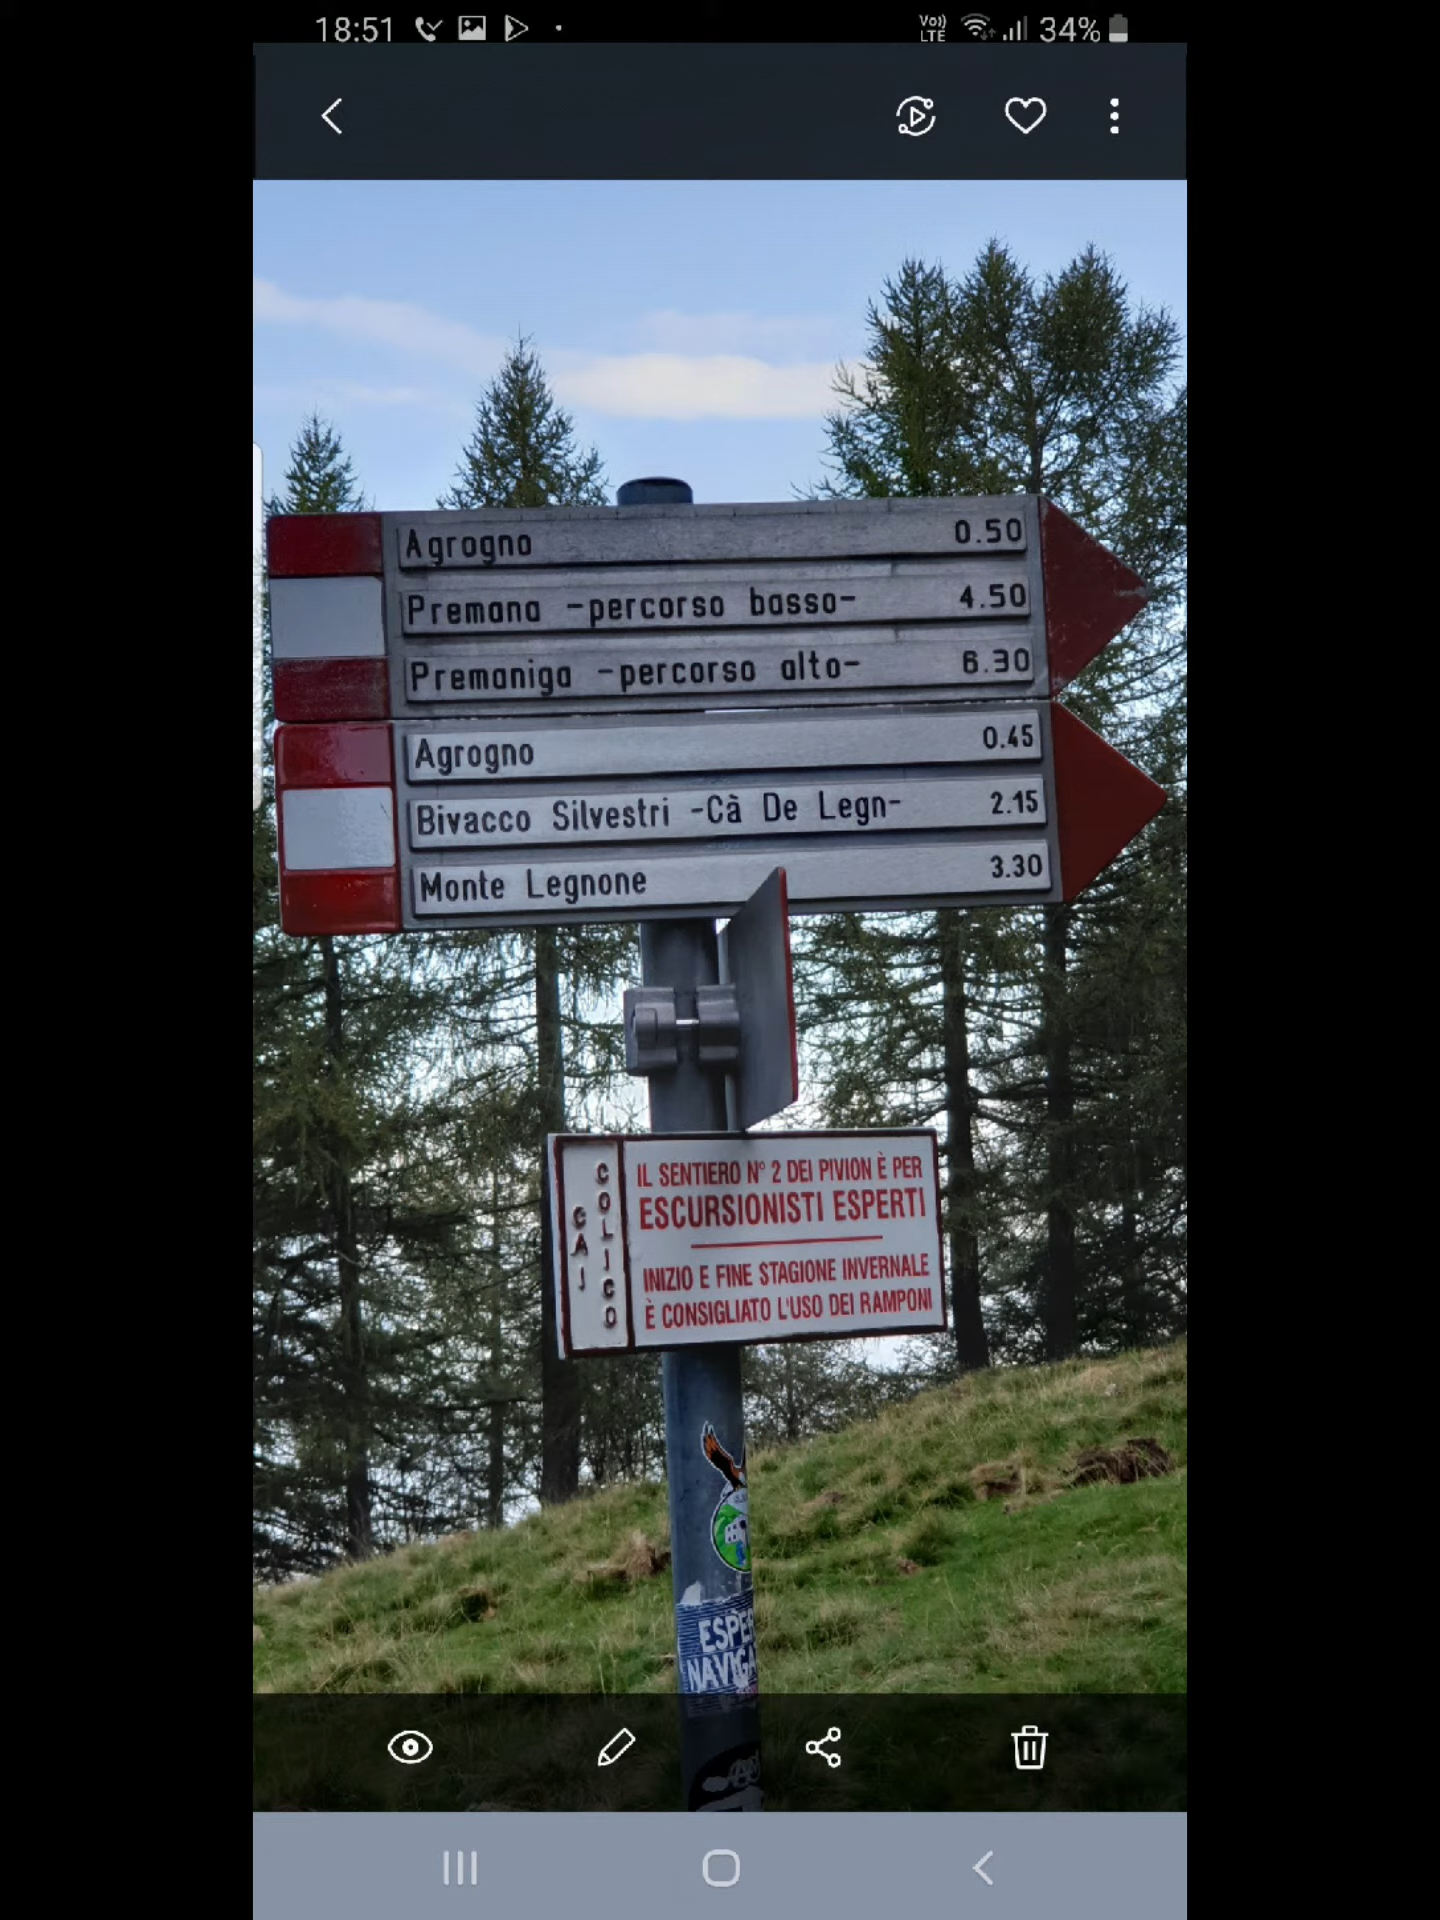 18:51
Vo)) LTE 34%
Agrogno 0.50
Premana -percorso basso- 4.50
Premaniga -percorso alto- 6.30
Agrogno 0.45
Bivacco Silvestri -Cà De Legn- 2.15
Monte Legnone 3.30
CAI COLICO
IL SENTIERO N° 2 DEI PIVION È PER
ESCURSIONISTI ESPERTI
INIZIO E FINE STAGIONE INVERNALE
È CONSIGLIATO L'USO DEI RAMPONI